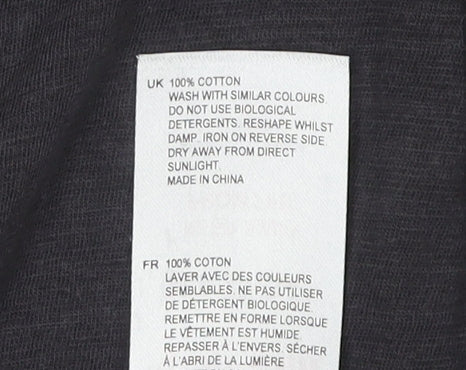 UK 100% COTTON
WASH WITH SIMILAR COLOURS.
DO NOT USE BIOLOGICAL
DETERGENTS. RESHAPE WHILST
DAMP. IRON ON REVERSE SIDE.
DRY AWAY FROM DIRECT
SUNLIGHT.
MADE IN CHINA
FR 100% COTON
LAVER AVEC DES COULEURS
SEMBLABLES. NE PAS UTILISER
DE DÉTERGENT BIOLOGIQUE.
REMETTRE EN FORME LORSQUE
LE VÊTEMENT EST HUMIDE.
REPASSER À L'ENVERS. SÉCHER
À L'ABRI DE LA LUMIÈRE